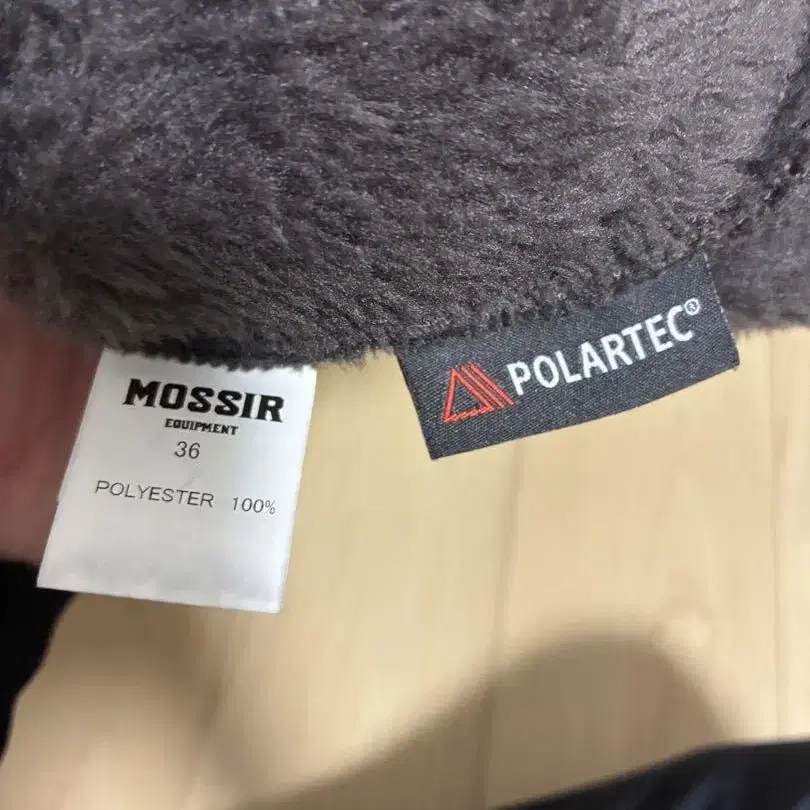 MOSSIR
EQUIPMENT
36
POLYESTER 100%
POLARTEC®